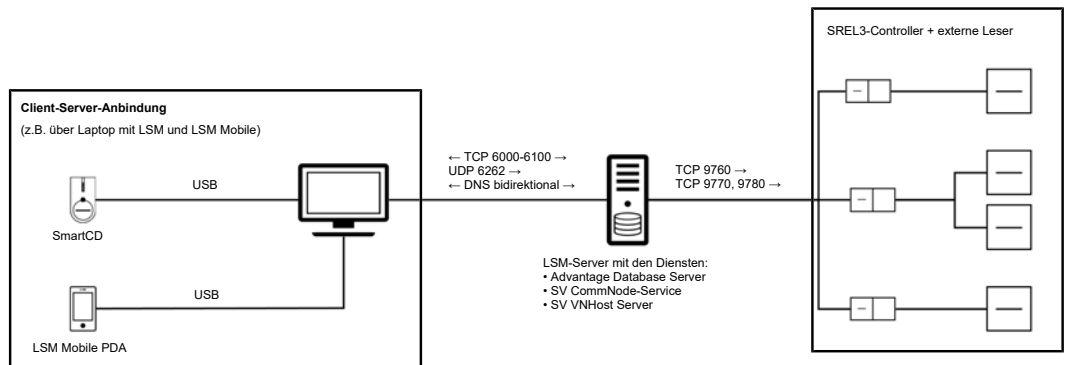 SREL3-Controller + externe Leser
Client-Server-Anbindung
(z.B. über Laptop mit LSM und LSM Mobile)
USB
SmartCD
USB
LSM Mobile PDA
← TCP 6000-6100 →
UDP 6262 →
← DNS bidirektional →
TCP 9760 →
TCP 9770, 9780 →
LSM-Server mit den Diensten:
• Advantage Database Server
• SV CommNode-Service
• SV VNHost Server